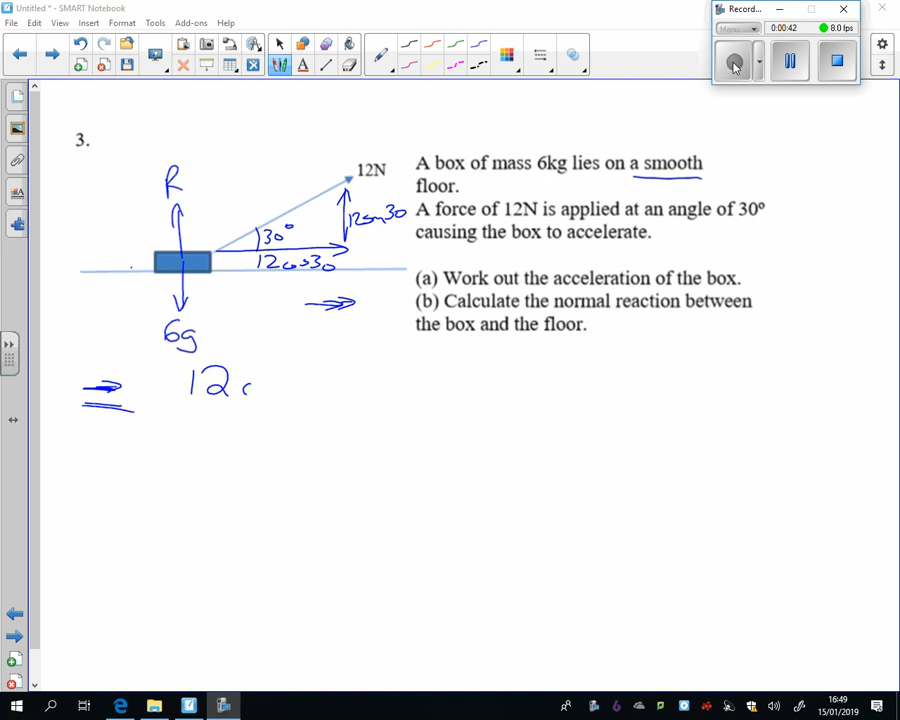 Untitled * - SMART Notebook
File Edit View Insert Format Tools Add-ons Help
Record...
Menu
0:00:42
8.0 fps
3.
12N
R
12sin30
30°
12cos30
6g
A box of mass 6kg lies on a smooth
floor.
A force of 12N is applied at an angle of 30º
causing the box to accelerate.
(a) Work out the acceleration of the box.
(b) Calculate the normal reaction between
the box and the floor.
12c
16:49
15/01/2019